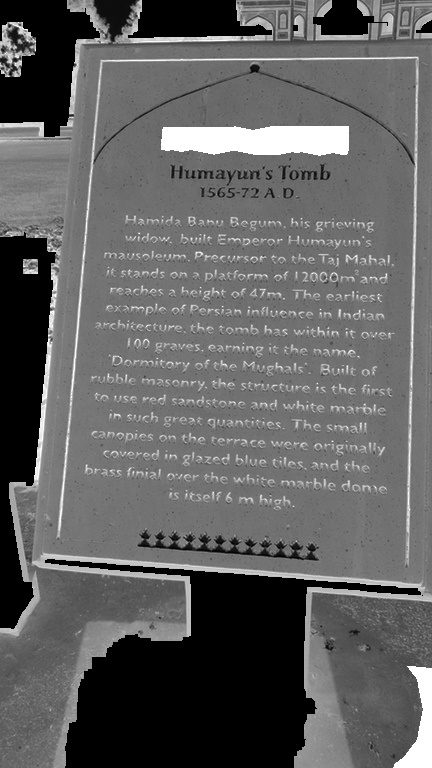 Humayun's Tomb
1565-72 A D.
Hamida Banu Begum, his grieving
widow, built Emperor Humayun's
mausoleum. Precursor to the Taj Mahal,
it stands on a platform of 12000m² and
reaches a height of 47m. The earliest
example of Persian influence in Indian
architecture, the tomb has within it over
100 graves, earning it the name,
'Dormitory of the Mughals'. Built of
rubble masonry, the structure is the first
to use red sandstone and white marble
in such great quantities. The small
canopies on the terrace were originally
covered in glazed blue tiles, and the
brass finial over the white marble dome
is itself 6 m high.